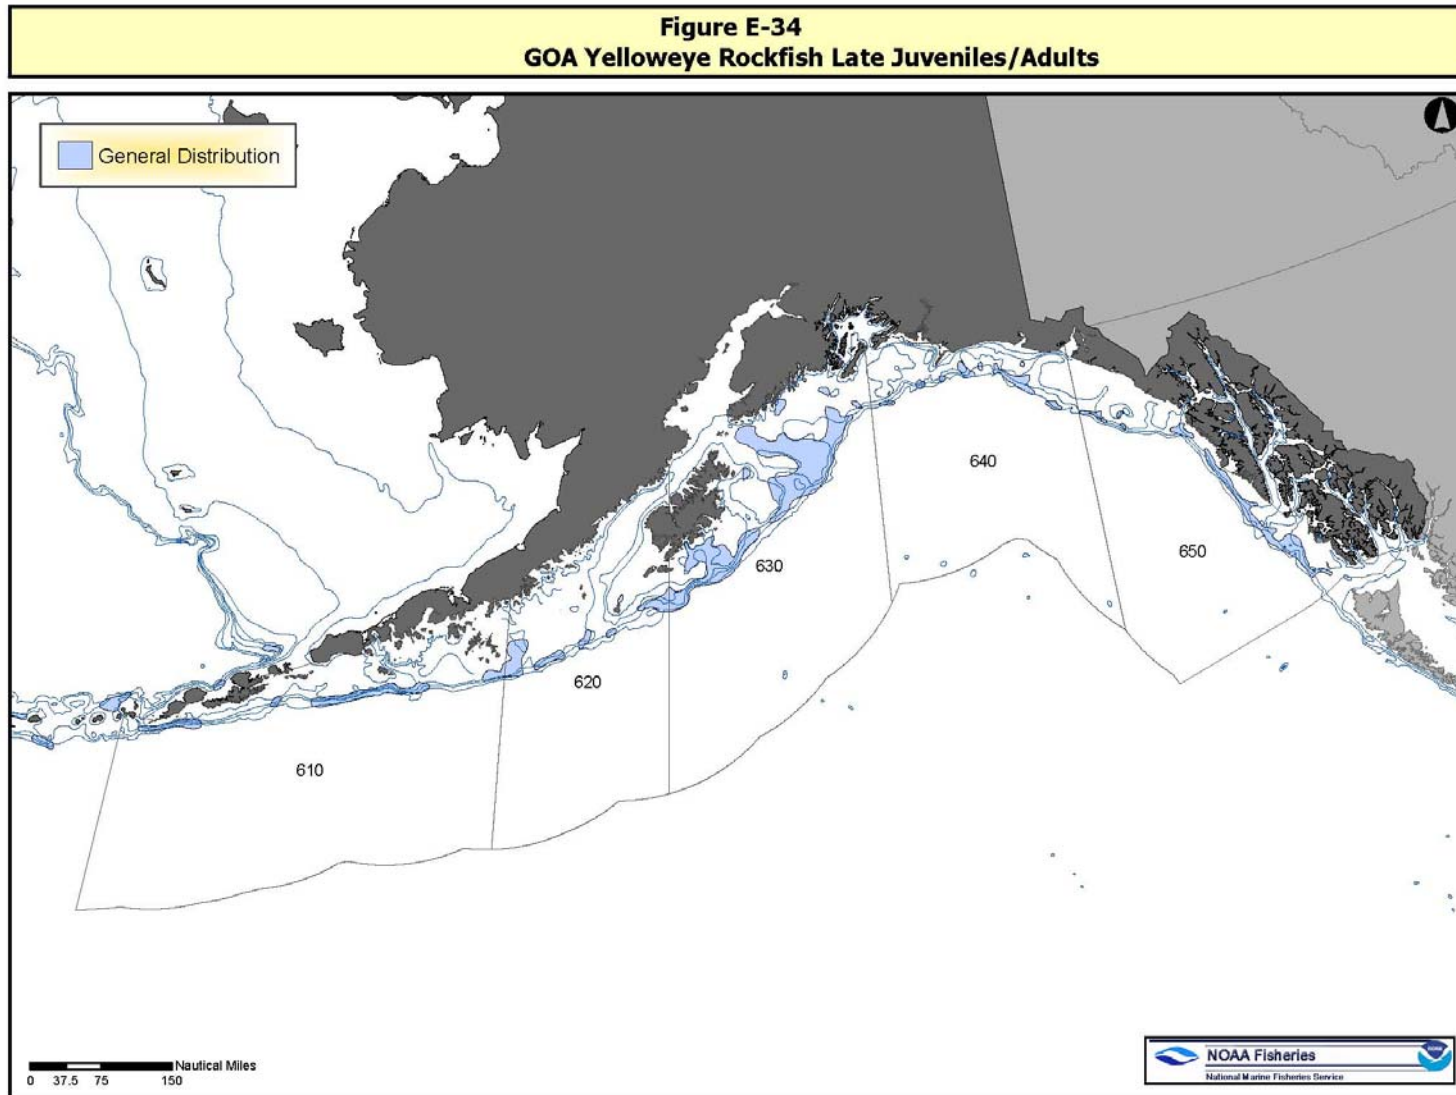 Figure E-34
GOA Yelloweye Rockfish Late Juveniles/Adults
General Distribution
640
650
630
620
610
Nautical Miles
0 37.5 75 150
NOAA Fisheries
National Marine Fisheries Service